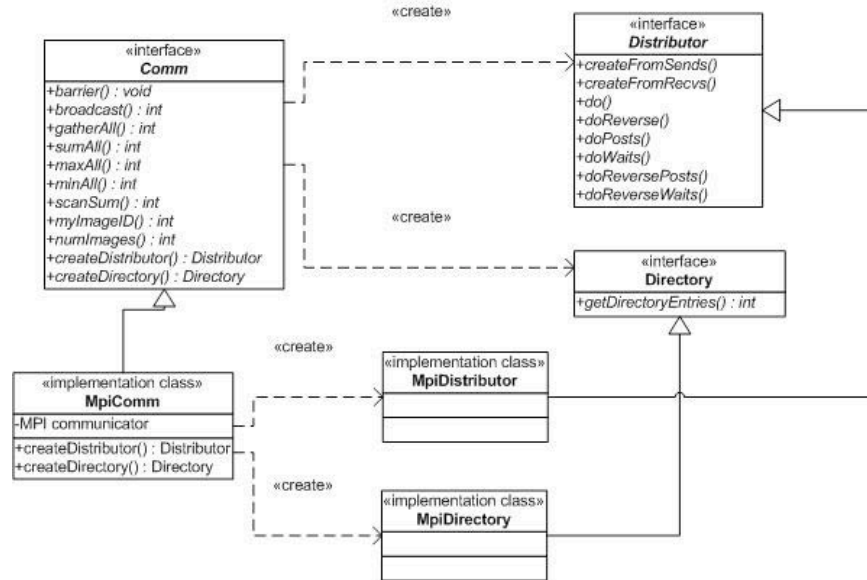 «create»
«interface»
Comm
+barrier() : void
+broadcast() : int
+gatherAll() : int
+sumAll() : int
+maxAll() : int
+minAll() : int
+scanSum() : int
+myImageID() : int
+numImages() : int
+createDistributor() : Distributor
+createDirectory() : Directory
«interface»
Distributor
+createFromSends()
+createFromRecvs()
+do()
+doReverse()
+doPosts()
+doWaits()
+doReversePosts()
+doReverseWaits()
«create»
«interface»
Directory
+getDirectoryEntries() : int
«create»
«implementation class»
MpiComm
-MPI communicator
+createDistributor() : Distributor
+createDirectory() : Directory
«implementation class»
MpiDistributor
«create»
«implementation class»
MpiDirectory